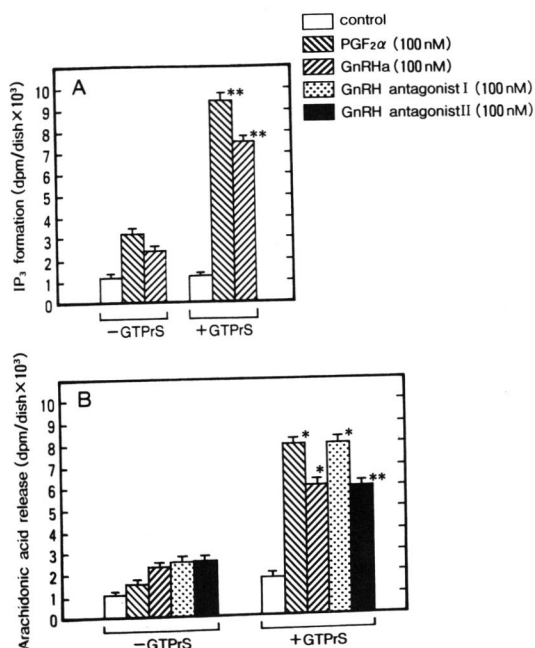 control
PGF₂α (100 nM)
GnRHa (100 nM)
GnRH antagonist I (100 nM)
GnRH antagonist II (100 nM)
A
IP₃ formation (dpm/dish×10³)
10
9
8
7
6
5
4
3
2
1
0
**
**
−GTPrS
+GTPrS
B
Arachidonic acid release (dpm/dish×10³)
10
9
8
7
6
5
4
3
2
1
0
*
*
*
**
−GTPrS
+GTPrS